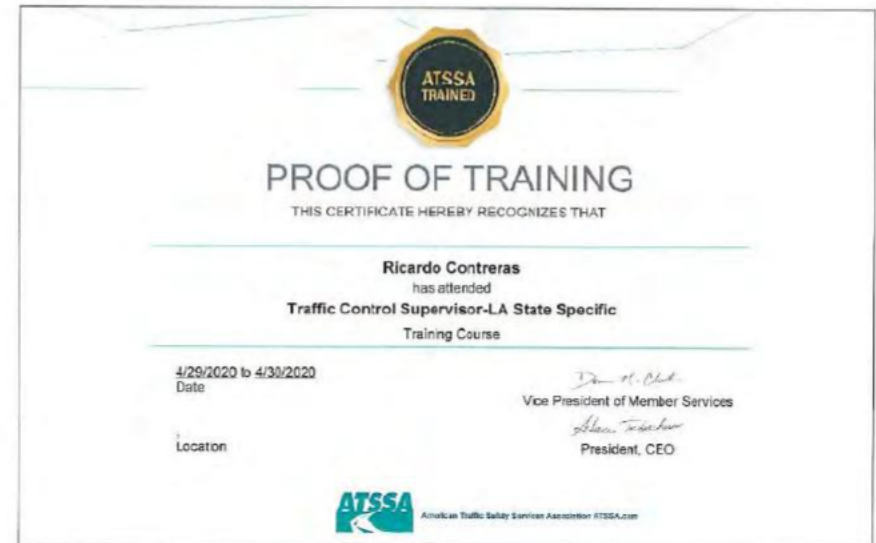 ATSSA
TRAINED
PROOF OF TRAINING
THIS CERTIFICATE HEREBY RECOGNIZES THAT
Ricardo Contreras
has attended
Traffic Control Supervisor-LA State Specific
Training Course
4/29/2020 to 4/30/2020
Date
Vice President of Member Services
,
Location
President, CEO
ATSSA
American Traffic Safety Services Association ATSSA.com